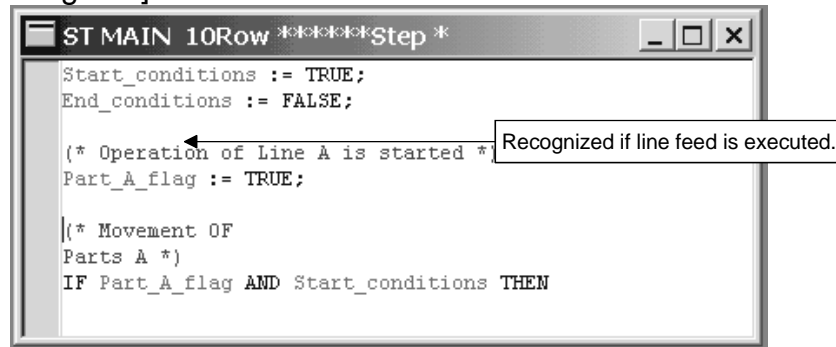 ST MAIN 10Row ******Step *
Start_conditions := TRUE;
End_conditions := FALSE;
(* Operation of Line A is started *)
Recognized if line feed is executed.
Part_A_flag := TRUE;
(* Movement OF
Parts A *)
IF Part_A_flag AND Start_conditions THEN